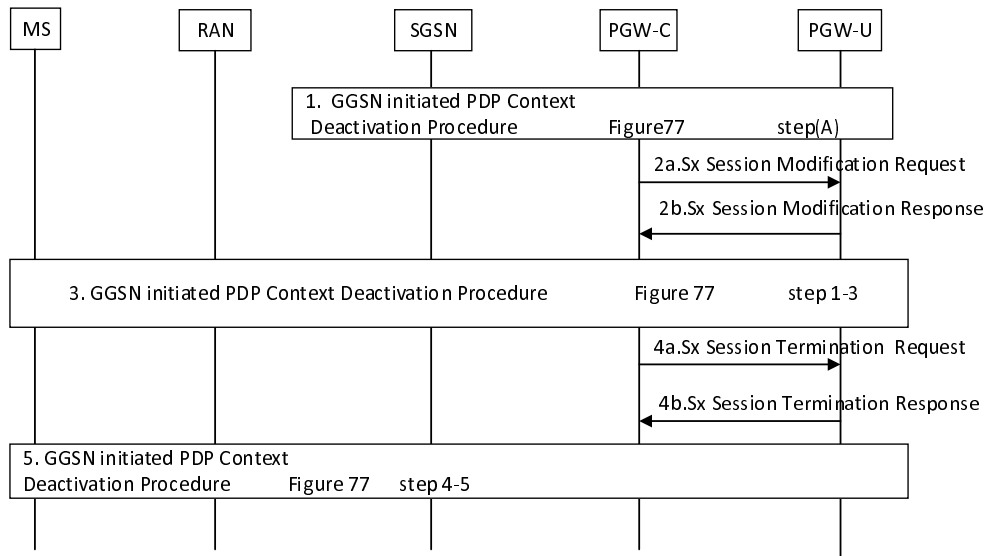 MS RAN SGSN PGW-C PGW-U
1. GGSN initiated PDP Context
Deactivation Procedure Figure77 step(A)
2a.Sx Session Modification Request
2b.Sx Session Modification Response
3. GGSN initiated PDP Context Deactivation Procedure Figure 77 step 1-3
4a.Sx Session Termination Request
4b.Sx Session Termination Response
5. GGSN initiated PDP Context
Deactivation Procedure Figure 77 step 4-5